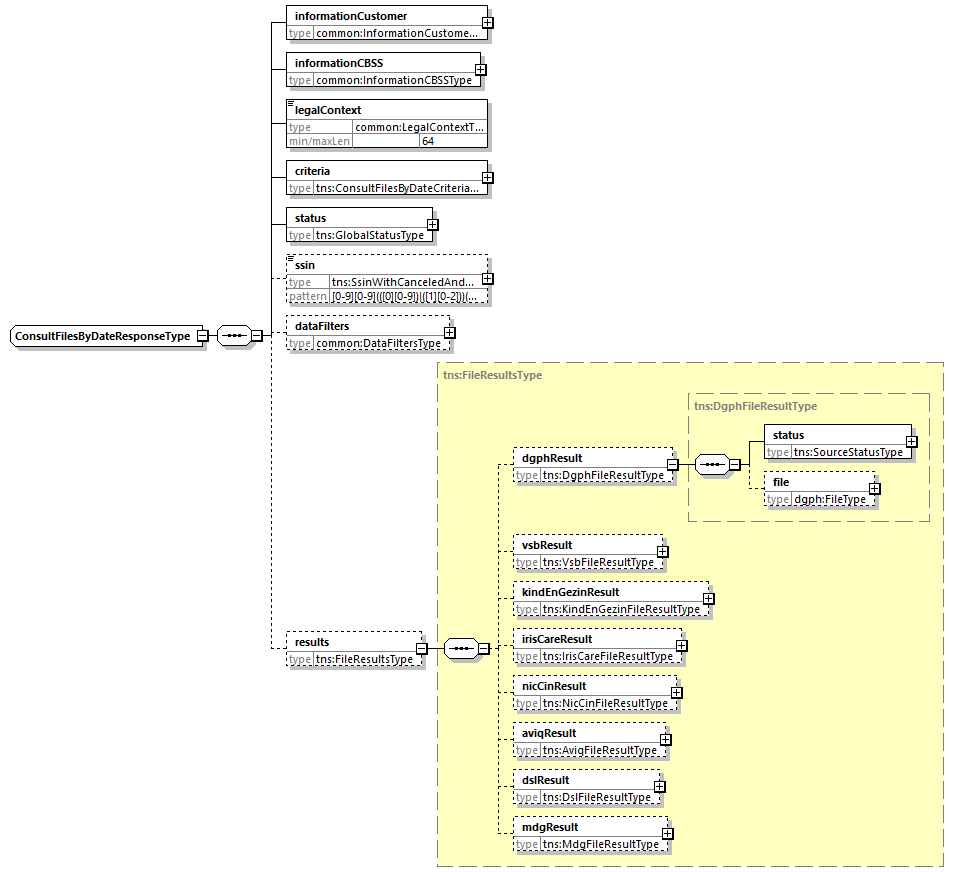 informationCustomer
type common:InformationCustome...
informationCBSS
type common:InformationCBSSType
legalContext
type common:LegalContextT...
min/maxLen 64
criteria
type tns:ConsultFilesByDateCriteria...
status
type tns:GlobalStatusType
ssin
type tns:SsinWithCanceledAnd...
pattern [0-9][0-9](([0][0-9])|([1][0-2]))(...
ConsultFilesByDateResponseType
dataFilters
type common:DataFiltersType
tns:FileResultsType
tns:DgphFileResultType
status
type tns:SourceStatusType
dgphResult
type tns:DgphFileResultType
file
type dgph:FileType
vsbResult
type tns:VsbFileResultType
kindEnGezinResult
type tns:KindEnGezinFileResultType
results
type tns:FileResultsType
irisCareResult
type tns:IrisCareFileResultType
nicCinResult
type tns:NicCinFileResultType
aviqResult
type tns:AviqFileResultType
dslResult
type tns:DslFileResultType
mdgResult
type tns:MdgFileResultType